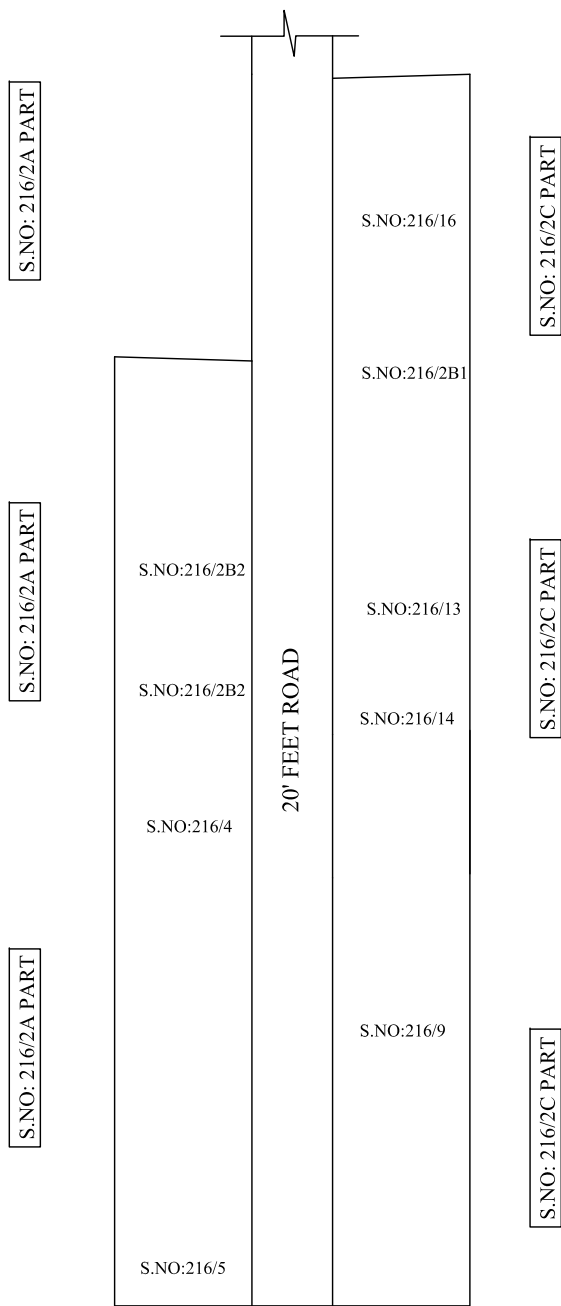 S.NO: 216/2A PART
S.NO: 216/2C PART
S.NO:216/16
S.NO:216/2B1
S.NO: 216/2A PART
S.NO:216/2B2
S.NO:216/13
S.NO: 216/2C PART
S.NO:216/2B2
S.NO:216/14
20' FEET ROAD
S.NO:216/4
S.NO: 216/2A PART
S.NO:216/9
S.NO: 216/2C PART
S.NO:216/5